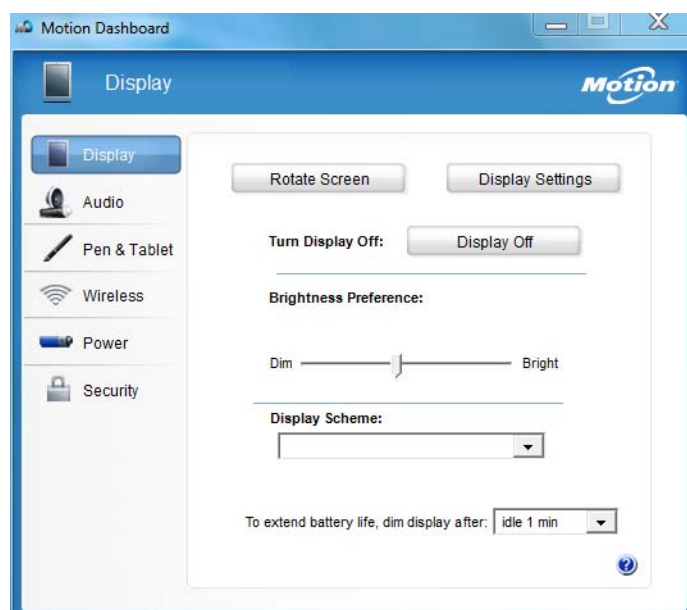 Motion Dashboard
Display
Motion
Display
Audio
Pen & Tablet
Wireless
Power
Security
Rotate Screen
Display Settings
Turn Display Off:
Display Off
Brightness Preference:
Dim
Bright
Display Scheme:
To extend battery life, dim display after: idle 1 min
?